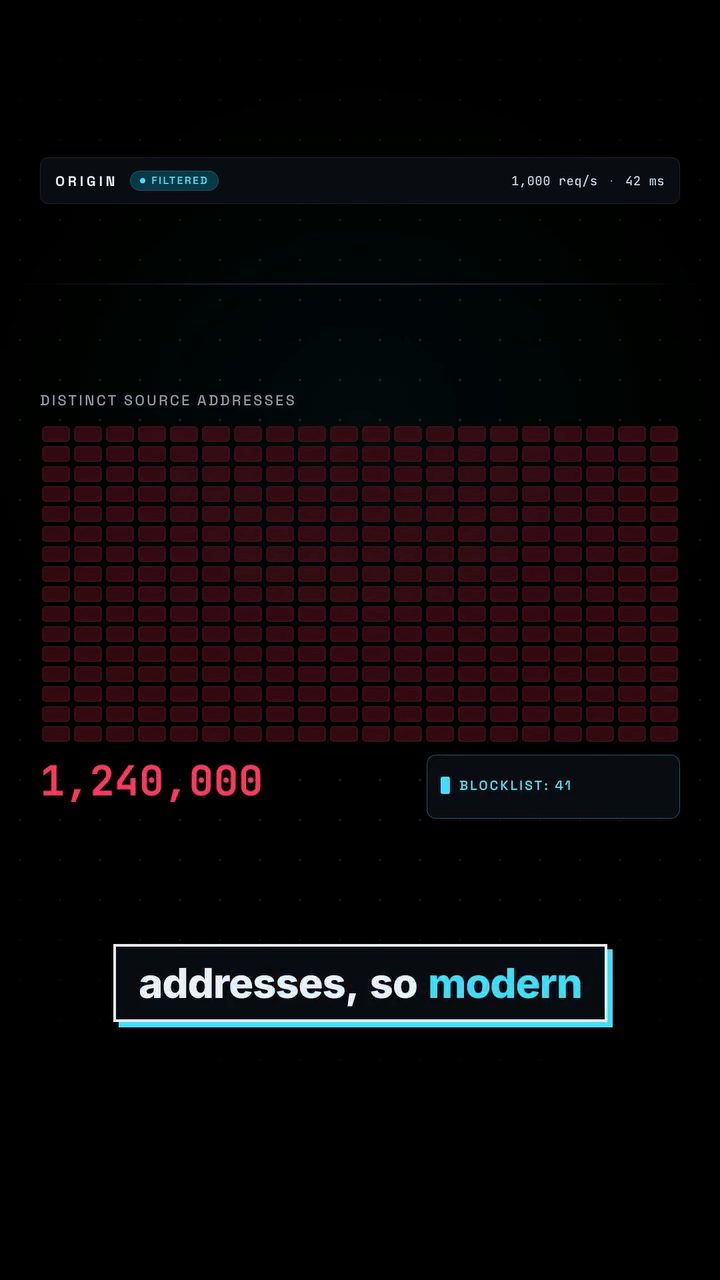 ORIGIN FILTERED 1,000 req/s · 42 ms
DISTINCT SOURCE ADDRESSES
1,240,000
BLOCKLIST: 41
addresses, so modern